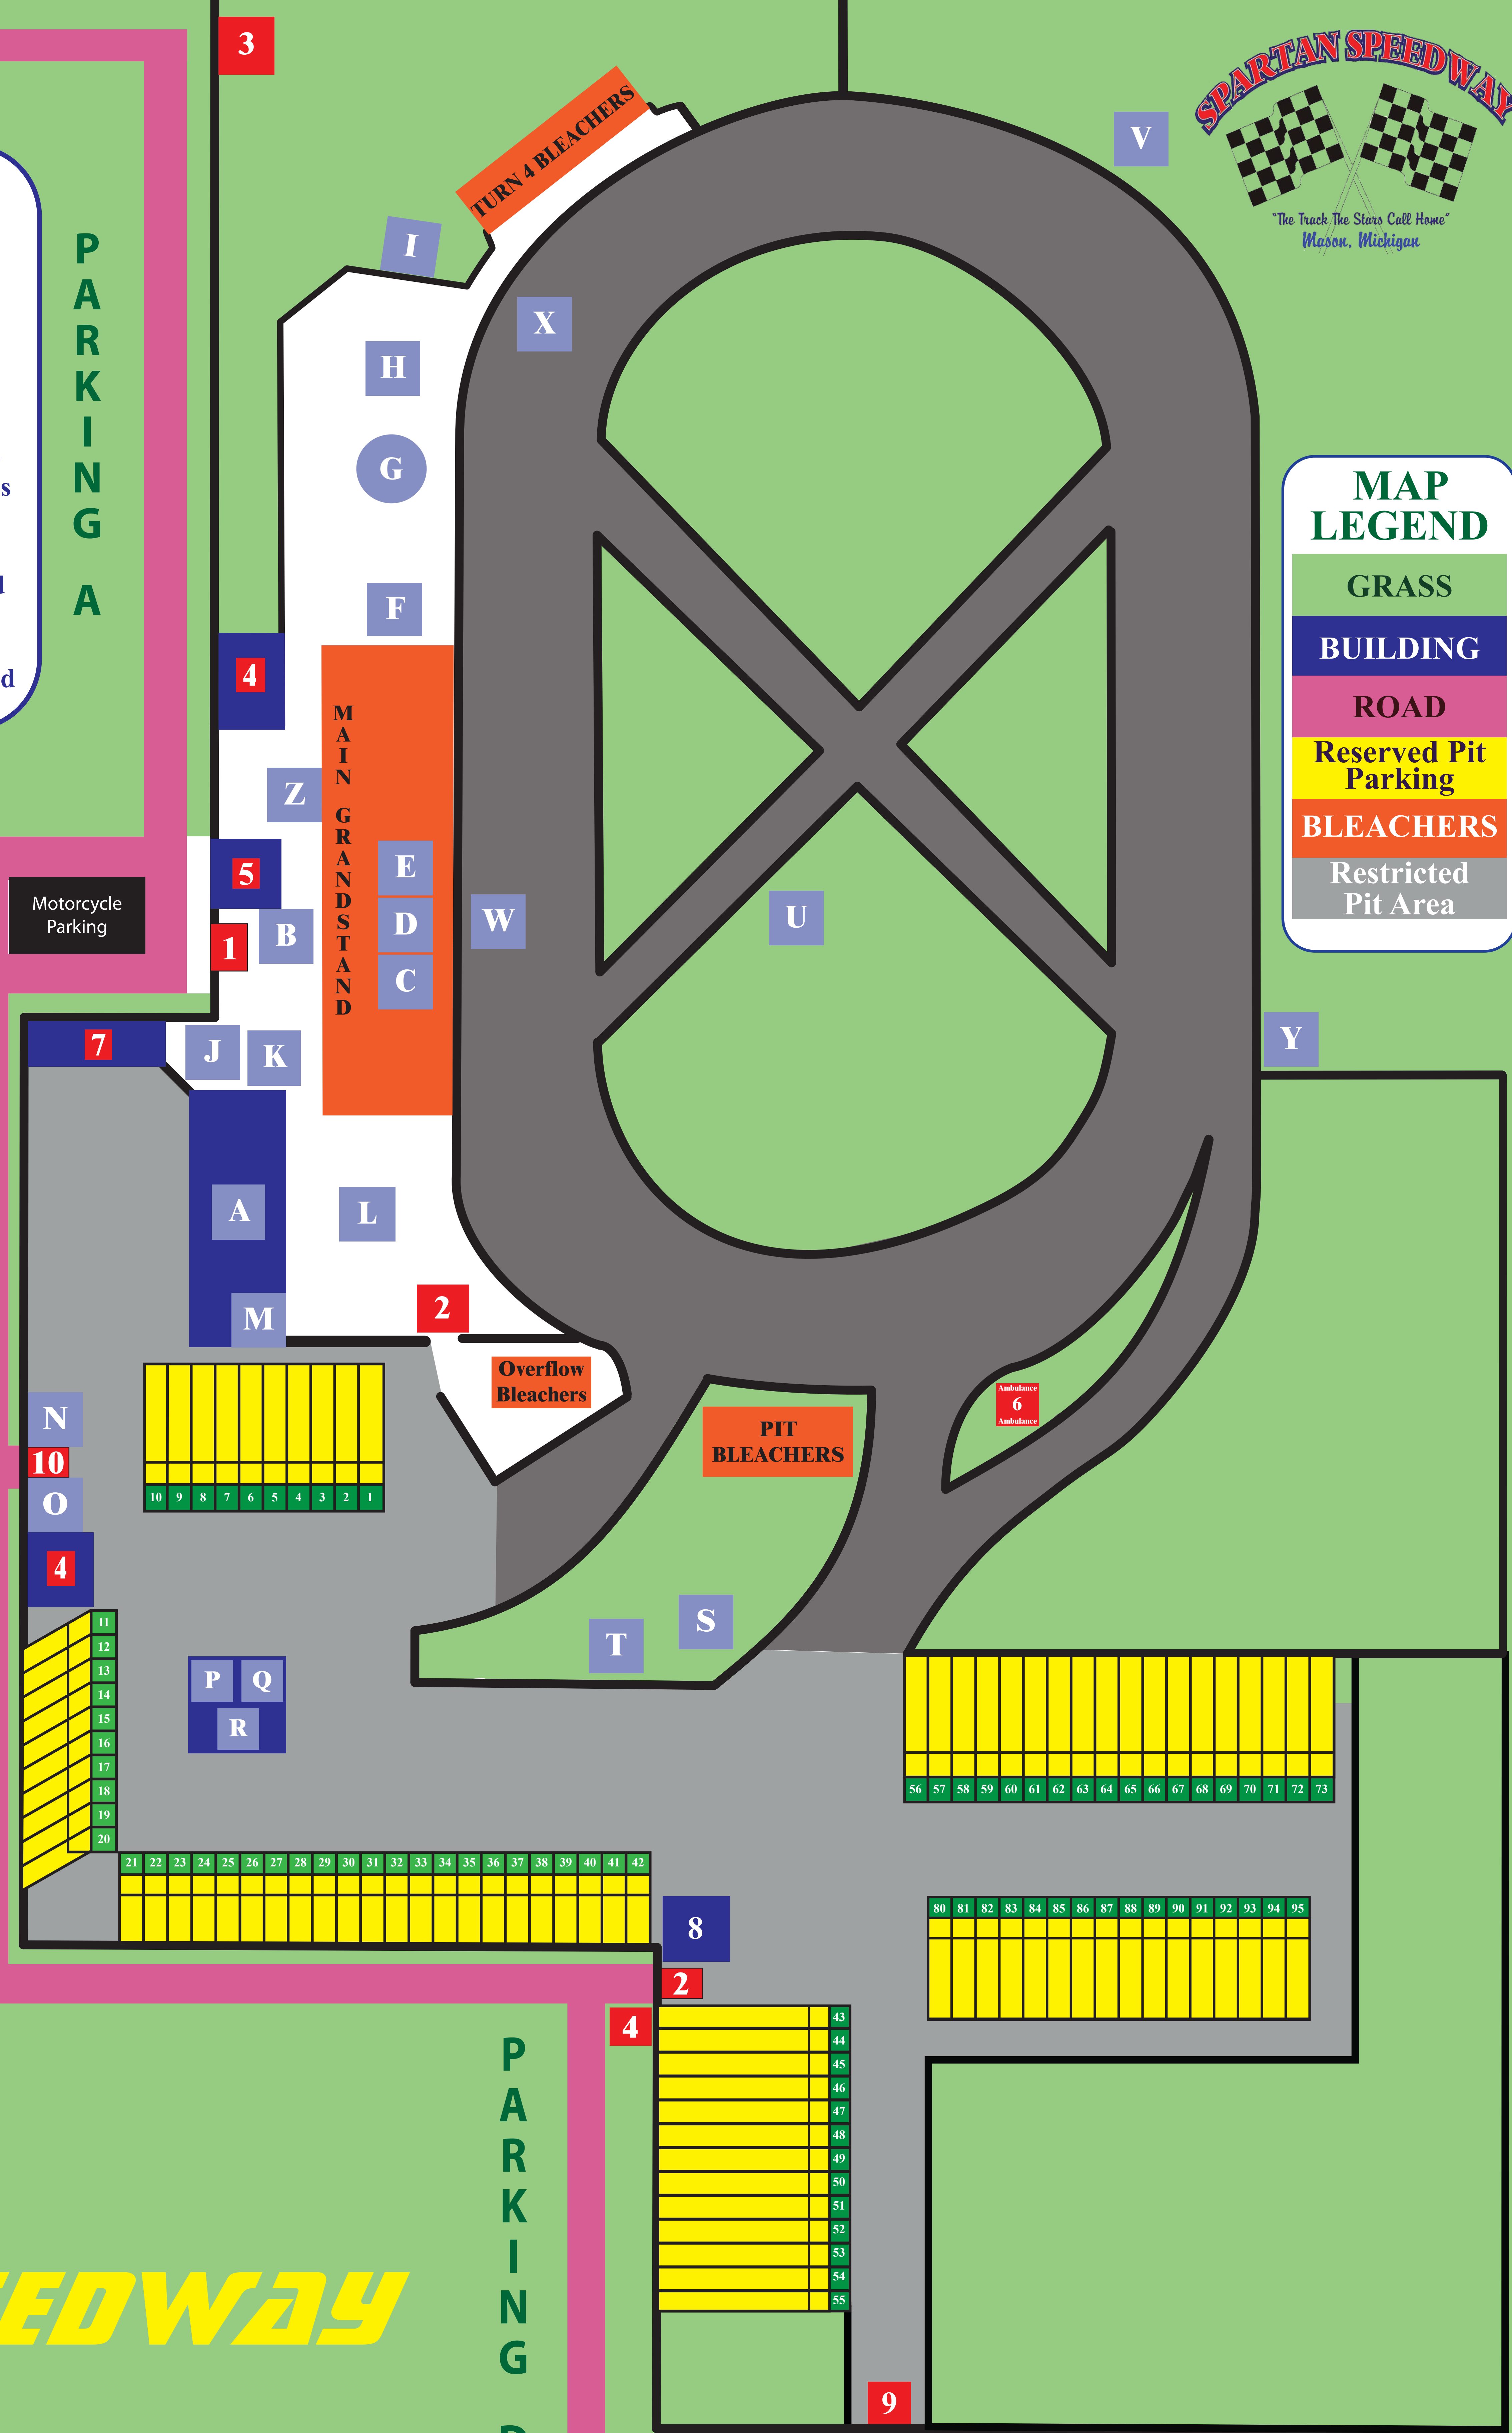 3
SPARTAN SPEEDWAY
"The Track The Stars Call Home"
Mason, Michigan
V
TURN 4 BLEACHERS
I
X
H
G
F
PARKING A
s
d
4
Z
5
B
1
MAIN GRANDSTAND
E
D
C
W
U
Motorcycle
Parking
MAP
LEGEND
GRASS
BUILDING
ROAD
Reserved Pit
Parking
BLEACHERS
Restricted
Pit Area
Y
7
J
K
A
L
M
2
Overflow
Bleachers
PIT
BLEACHERS
Ambulance
6
Ambulance
N
10
O
4
10 9 8 7 6 5 4 3 2 1
11
12
13
14
15
16
17
18
19
20
P Q
R
T
S
56 57 58 59 60 61 62 63 64 65 66 67 68 69 70 71 72 73
21 22 23 24 25 26 27 28 29 30 31 32 33 34 35 36 37 38 39 40 41 42
80 81 82 83 84 85 86 87 88 89 90 91 92 93 94 95
8
2
4
43
44
45
46
47
48
49
50
51
52
53
54
55
PARKING
EDWAY
9